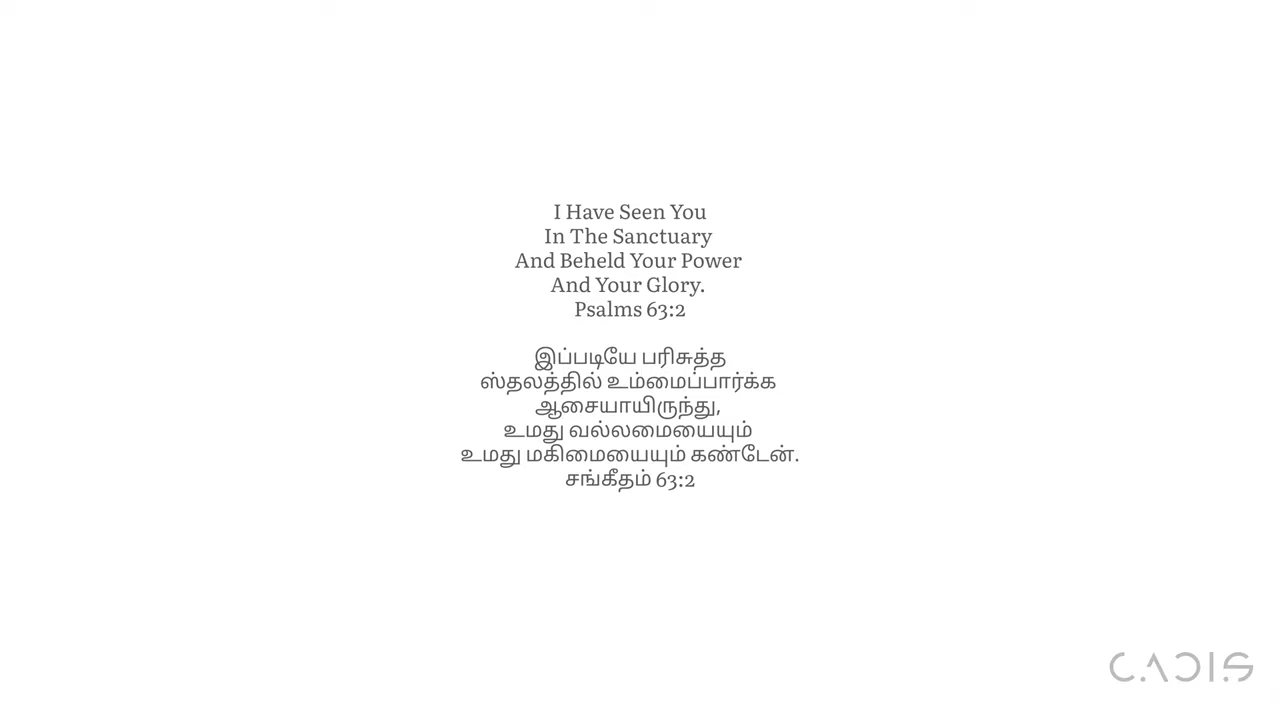 I Have Seen You
In The Sanctuary
And Beheld Your Power
And Your Glory.
Psalms 63:2
இப்படியே பரிசுத்த
ஸ்தலத்தில் உம்மைப்பார்க்க
ஆசையாயிருந்து,
உமது வல்லமையையும்
உமது மகிமையையும் கண்டேன்.
சங்கீதம் 63:2
CADIS